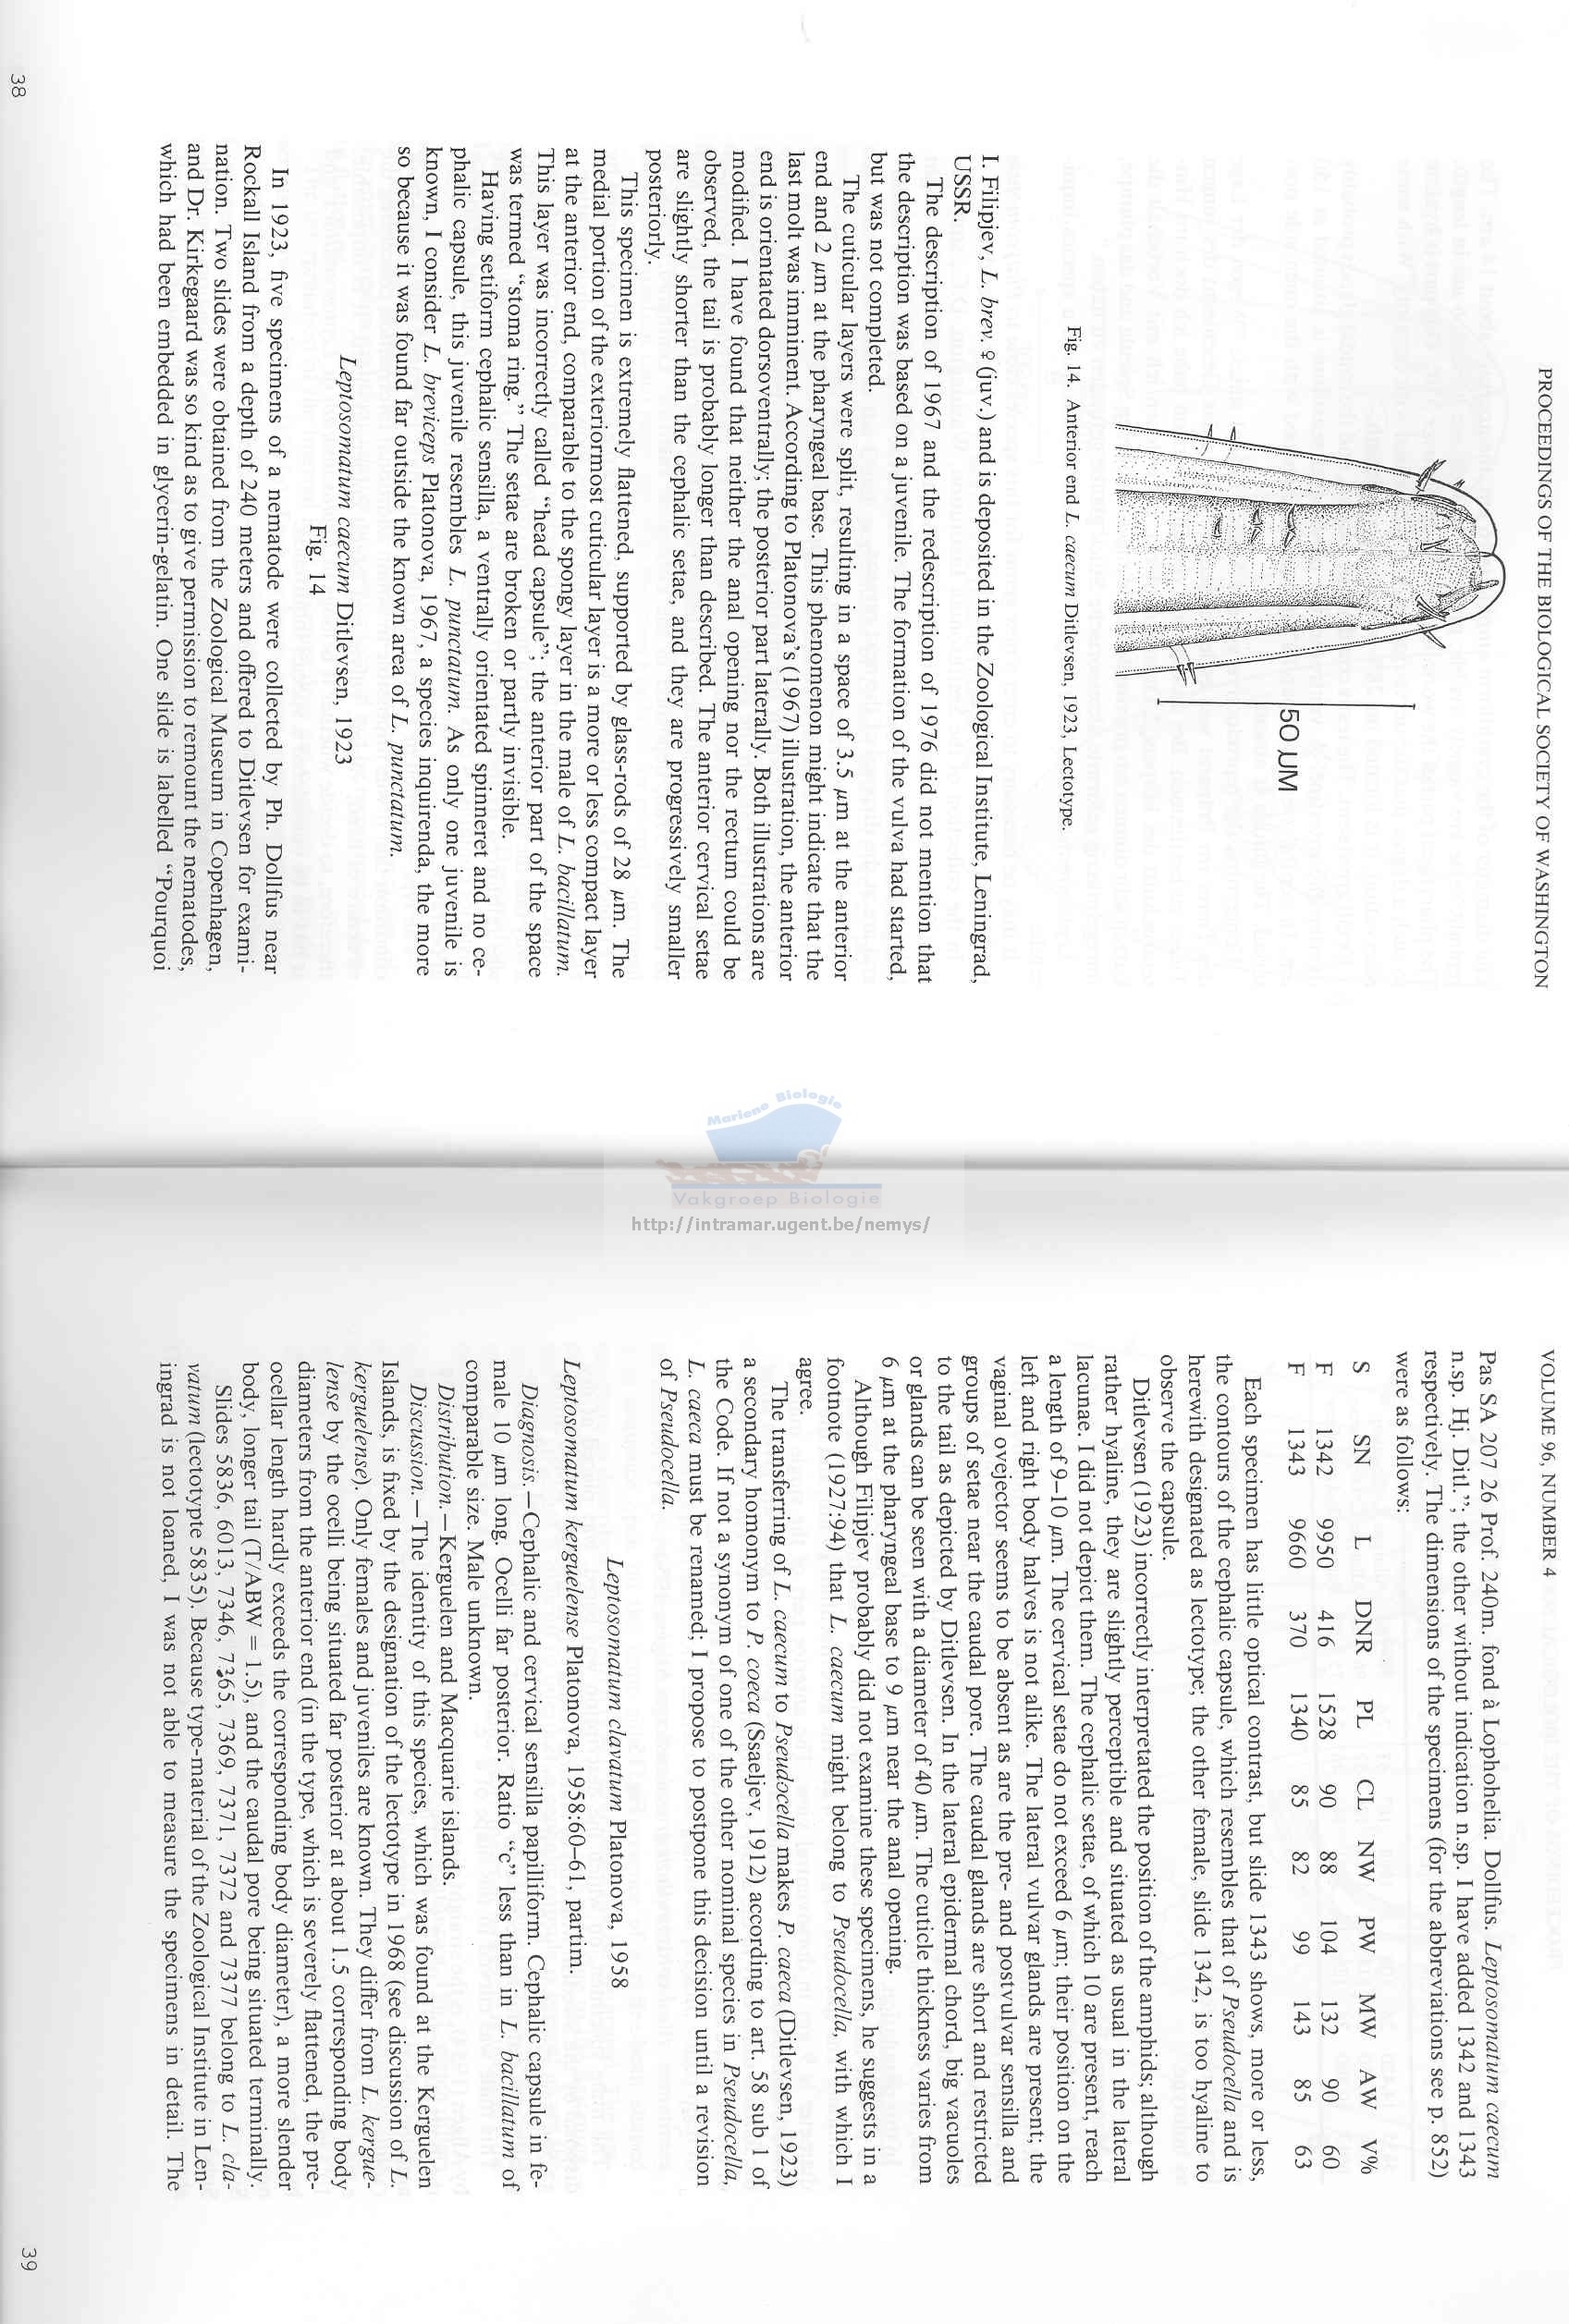 PROCEEDINGS OF THE BIOLOGICAL SOCIETY OF WASHINGTON
50 µM
Fig. 14. Anterior end L. caecum Ditlevsen, 1923, Lectotype.
I. Filipjev, L. brev. ♀ (juv.) and is deposited in the Zoological Institute, Leningrad,
USSR.
The description of 1967 and the redescription of 1976 did not mention that
the description was based on a juvenile. The formation of the vulva had started,
but was not completed.
The cuticular layers were split, resulting in a space of 3.5 µm at the anterior
end and 2 µm at the pharyngeal base. This phenomenon might indicate that the
last molt was imminent. According to Platonova's (1967) illustration, the anterior
end is orientated dorsoventrally; the posterior part laterally. Both illustrations are
modified. I have found that neither the anal opening nor the rectum could be
observed, the tail is probably longer than described. The anterior cervical setae
are slightly shorter than the cephalic setae, and they are progressively smaller
posteriorly.
This specimen is extremely flattened, supported by glass-rods of 28 µm. The
medial portion of the exteriormost cuticular layer is a more or less compact layer
at the anterior end, comparable to the spongy layer in the male of L. bacillatum.
This layer was incorrectly called "head capsule"; the anterior part of the space
was termed "stoma ring." The setae are broken or partly invisible.
Having setiform cephalic sensilla, a ventrally orientated spinneret and no ce-
phalic capsule, this juvenile resembles L. punctatum. As only one juvenile is
known, I consider L. breviceps Platonova, 1967, a species inquirenda, the more
so because it was found far outside the known area of L. punctatum.
Leptosomatum caecum Ditlevsen, 1923
Fig. 14
In 1923, five specimens of a nematode were collected by Ph. Dollfus near
Rockall Island from a depth of 240 meters and offered to Ditlevsen for exami-
nation. Two slides were obtained from the Zoological Museum in Copenhagen,
and Dr. Kirkegaard was so kind as to give permission to remount the nematodes,
which had been embedded in glycerin-gelatin. One slide is labelled "Pourquoi
38
Mariene Biologie
Vakgroep Biologie
http://intramar.ugent.be/nemys/
VOLUME 96, NUMBER 4
Pas SA 207 26 Prof. 240m. fond à Lophohelia. Dollfus. Leptosomatum caecum
n.sp. Hj. Ditl."; the other without indication n.sp. I have added 1342 and 1343
respectively. The dimensions of the specimens (for the abbreviations see p. 852)
were as follows:
S SN L DNR PL CL NW PW MW AW V%
F 1342 9950 416 1528 90 88 104 132 90 60
F 1343 9660 370 1340 85 82 99 143 85 63
Each specimen has little optical contrast, but slide 1343 shows, more or less,
the contours of the cephalic capsule, which resembles that of Pseudocella and is
herewith designated as lectotype; the other female, slide 1342, is too hyaline to
observe the capsule.
Ditlevsen (1923) incorrectly interpretated the position of the amphids; although
rather hyaline, they are slightly perceptible and situated as usual in the lateral
lacunae. I did not depict them. The cephalic setae, of which 10 are present, reach
a length of 9–10 µm. The cervical setae do not exceed 6 µm; their position on the
left and right body halves is not alike. The lateral vulvar glands are present; the
vaginal ovejector seems to be absent as are the pre- and postvulvar sensilla and
groups of setae near the caudal pore. The caudal glands are short and restricted
to the tail as depicted by Ditlevsen. In the lateral epidermal chord, big vacuoles
or glands can be seen with a diameter of 40 µm. The cuticle thickness varies from
6 µm at the pharyngeal base to 9 µm near the anal opening.
Although Filipjev probably did not examine these specimens, he suggests in a
footnote (1927:94) that L. caecum might belong to Pseudocella, with which I
agree.
The transferring of L. caecum to Pseudocella makes P. caeca (Ditlevsen, 1923)
a secondary homonym to P. coeca (Ssaeljev, 1912) according to art. 58 sub 1 of
the Code. If not a synonym of one of the other nominal species in Pseudocella,
L. caeca must be renamed; I propose to postpone this decision until a revision
of Pseudocella.
Leptosomatum clavatum Platonova, 1958
Leptosomatum kerguelense Platonova, 1958:60–61, partim.
Diagnosis.—Cephalic and cervical sensilla papilliform. Cephalic capsule in fe-
male 10 µm long. Ocelli far posterior. Ratio "c" less than in L. bacillatum of
comparable size. Male unknown.
Distribution.—Kerguelen and Macquarie islands.
Discussion.—The identity of this species, which was found at the Kerguelen
Islands, is fixed by the designation of the lectotype in 1968 (see discussion of L.
kerguelense). Only females and juveniles are known. They differ from L. kergue-
lense by the ocelli being situated far posterior at about 1.5 corresponding body
diameters from the anterior end (in the type, which is severely flattened, the pre-
ocellar length hardly exceeds the corresponding body diameter), a more slender
body, longer tail (T/ABW = 1.5), and the caudal pore being situated terminally.
Slides 5836, 6013, 7346, 7365, 7369, 7371, 7372 and 7377 belong to L. cla-
vatum (lectotypte 5835). Because type-material of the Zoological Institute in Len-
ingrad is not loaned, I was not able to measure the specimens in detail. The
39